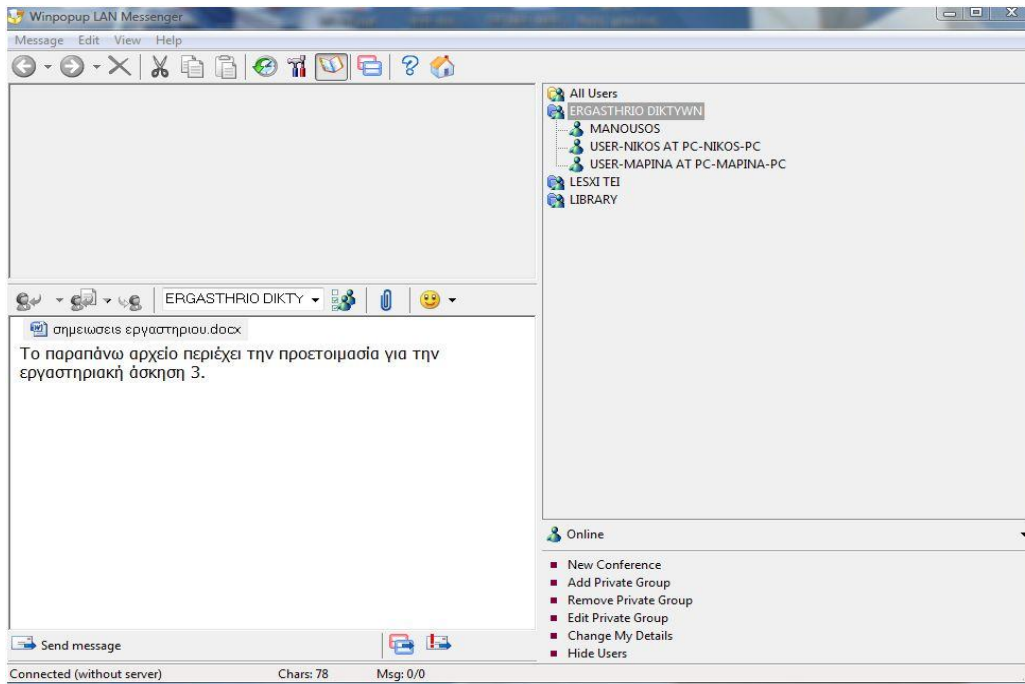 Winpopup LAN Messenger
Message Edit View Help
All Users
ERGASTHRIO DIKTYWN
MANOUSOS
USER-NIKOS AT PC-NIKOS-PC
USER-MAPINA AT PC-MAPINA-PC
LESXI TEI
LIBRARY
ERGASTHRIO DIKTY
σημειωσεις εργαστηριου.docx
Το παραπάνω αρχείο περιέχει την προετοιμασία για την
εργαστηριακή άσκηση 3.
Online
New Conference
Add Private Group
Remove Private Group
Edit Private Group
Change My Details
Hide Users
Send message
Connected (without server) Chars: 78 Msg: 0/0